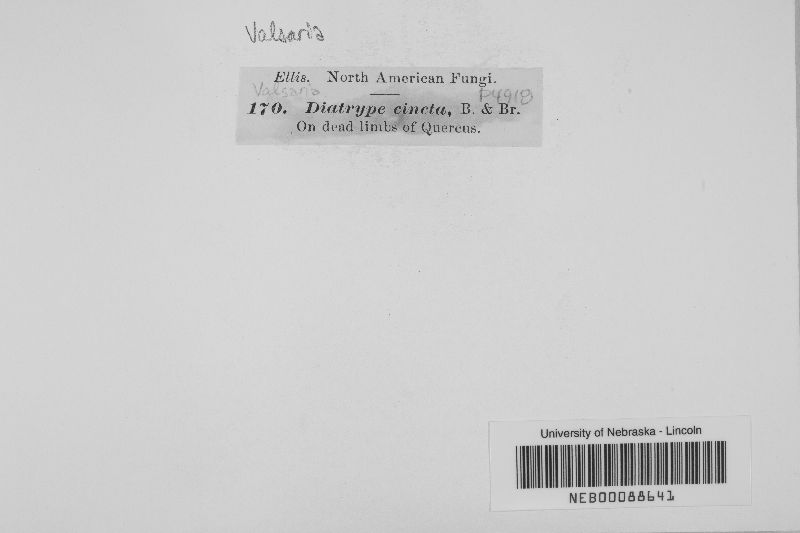 Valsaria
Ellis. North American Fungi.
Valsaria P4918
170. Diatrype cincta, B. & Br.
On dead limbs of Quercus.
University of Nebraska - Lincoln
NEB00088641